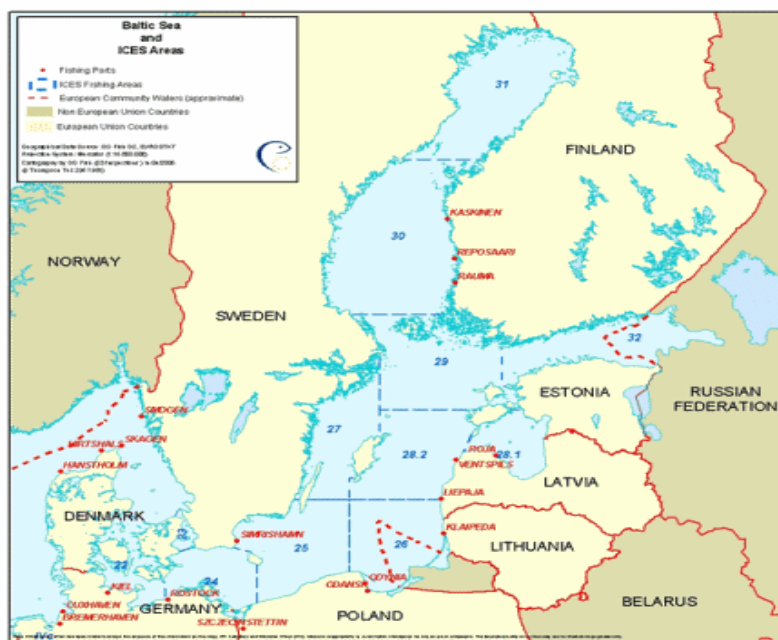 Baltic Sea
and
ICES Areas
Fishing Ports
ICES Fishing Areas
European Community Waters (approximate)
Non-European Union Countries
European Union Countries
31
FINLAND
KASKINEN
30
REPOSAARI
NORWAY
RAUMA
SWEDEN
32
29
ESTONIA
RUSSIAN
FEDERATION
SMOGEN
27
SKAGEN
HIRTSHALS
ROJA
28.2
28.1
VENTSPILS
HANSTHOLM
LATVIA
LIEPAJA
DENMARK
KLAIPEDA
SIMRISHAMN
25
26
LITHUANIA
22
24
GDYNIA
GDANSK
KIEL
ROSTOCK
BELARUS
CUXHAVEN
GERMANY
BREMERHAVEN
POLAND
SZCZECIN STETTIN
IVc